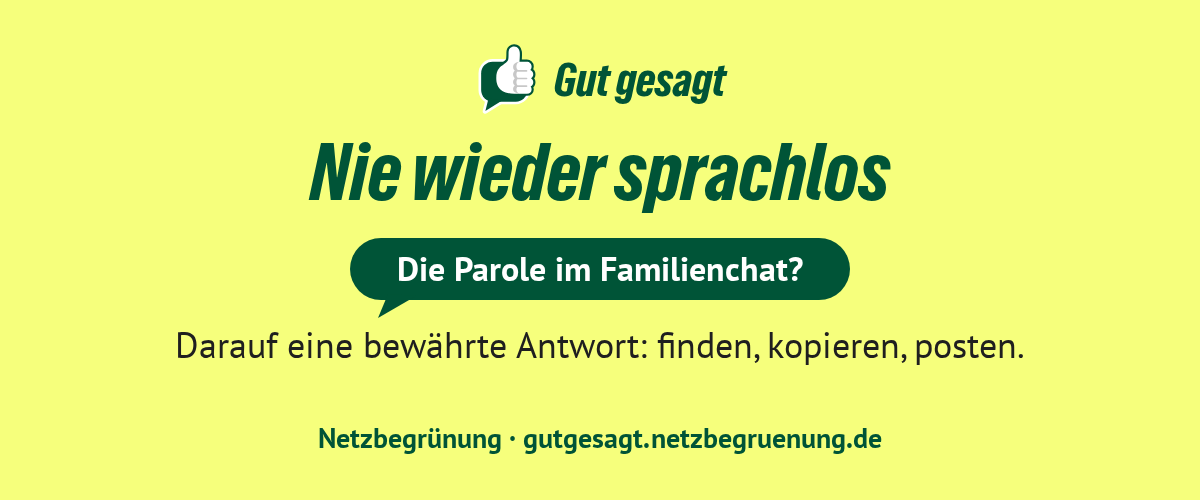 Gut gesagt
Nie wieder sprachlos
Die Parole im Familienchat?
Darauf eine bewährte Antwort: finden, kopieren, posten.
Netzbegrünung · gutgesagt.netzbegruenung.de